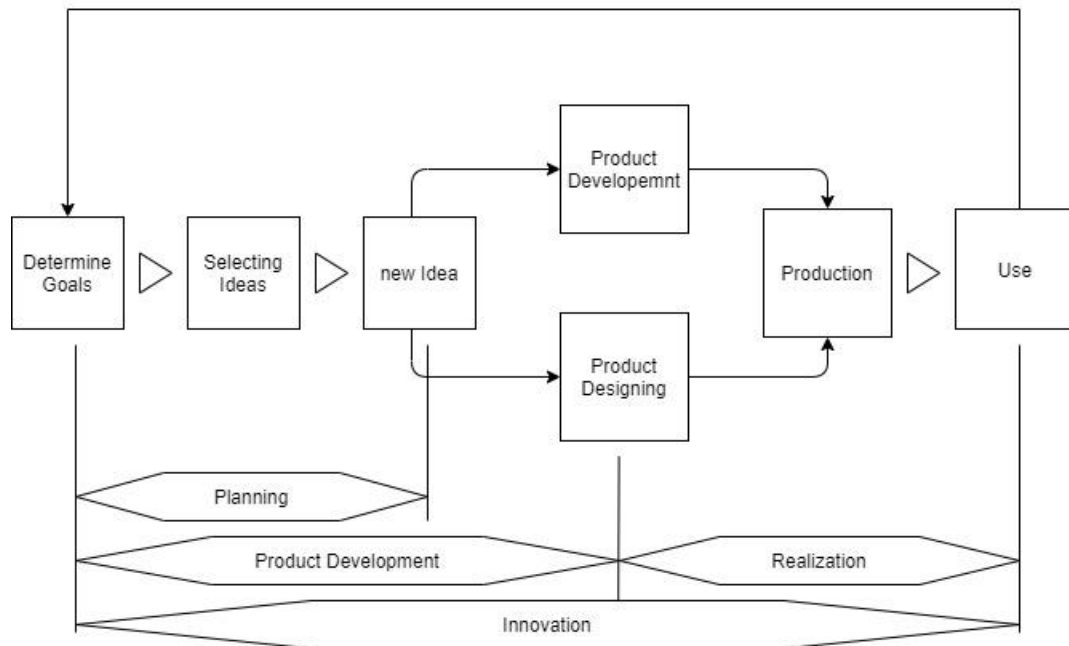 Product
Developemnt
Determine
Goals
Selecting
Ideas
new Idea
Production
Use
Product
Designing
Planning
Product Development
Realization
Innovation